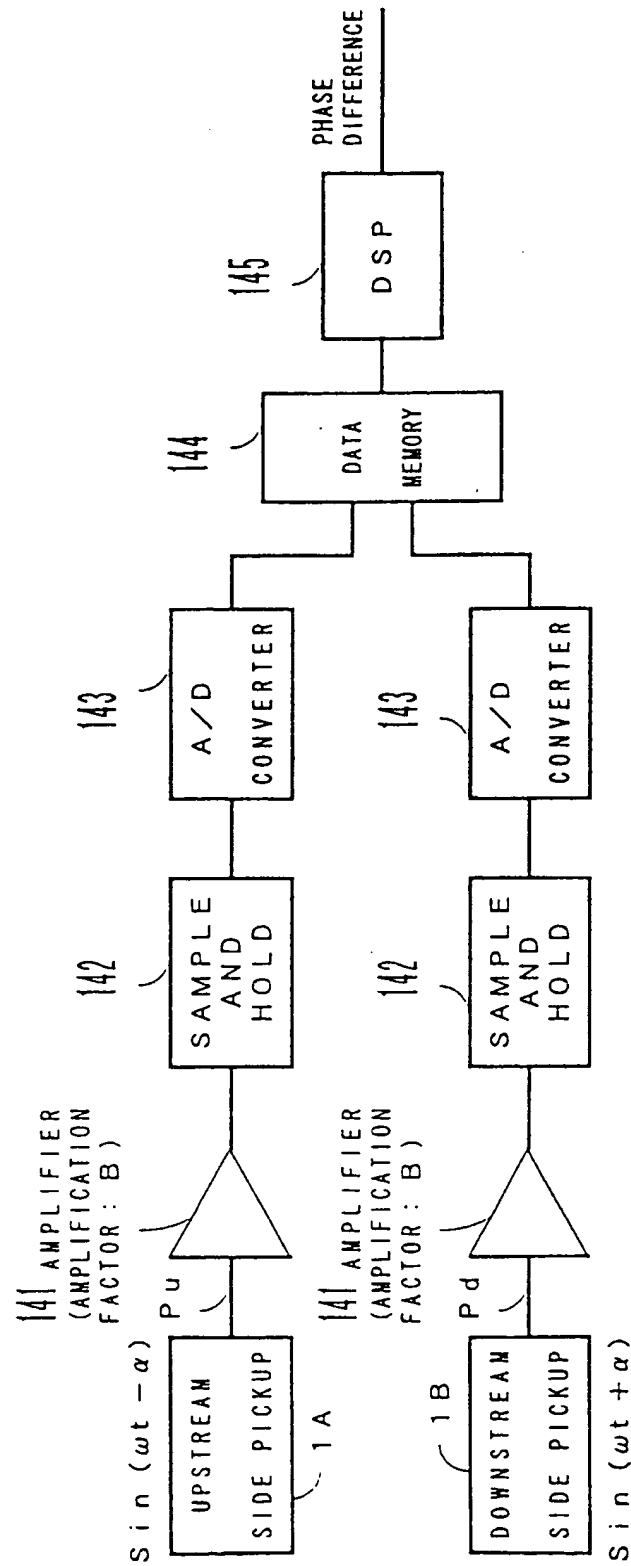 Sin (ωt − α)
UPSTREAM
SIDE PICKUP
1A
Pu
141 AMPLIFIER
(AMPLIFICATION
FACTOR : B)
142
SAMPLE
AND
HOLD
143
A/D
CONVERTER
1B
DOWNSTREAM
SIDE PICKUP
Sin (ωt + α)
Pd
141 AMPLIFIER
(AMPLIFICATION
FACTOR : B)
142
SAMPLE
AND
HOLD
143
A/D
CONVERTER
144
DATA
MEMORY
145
DSP
PHASE
DIFFERENCE